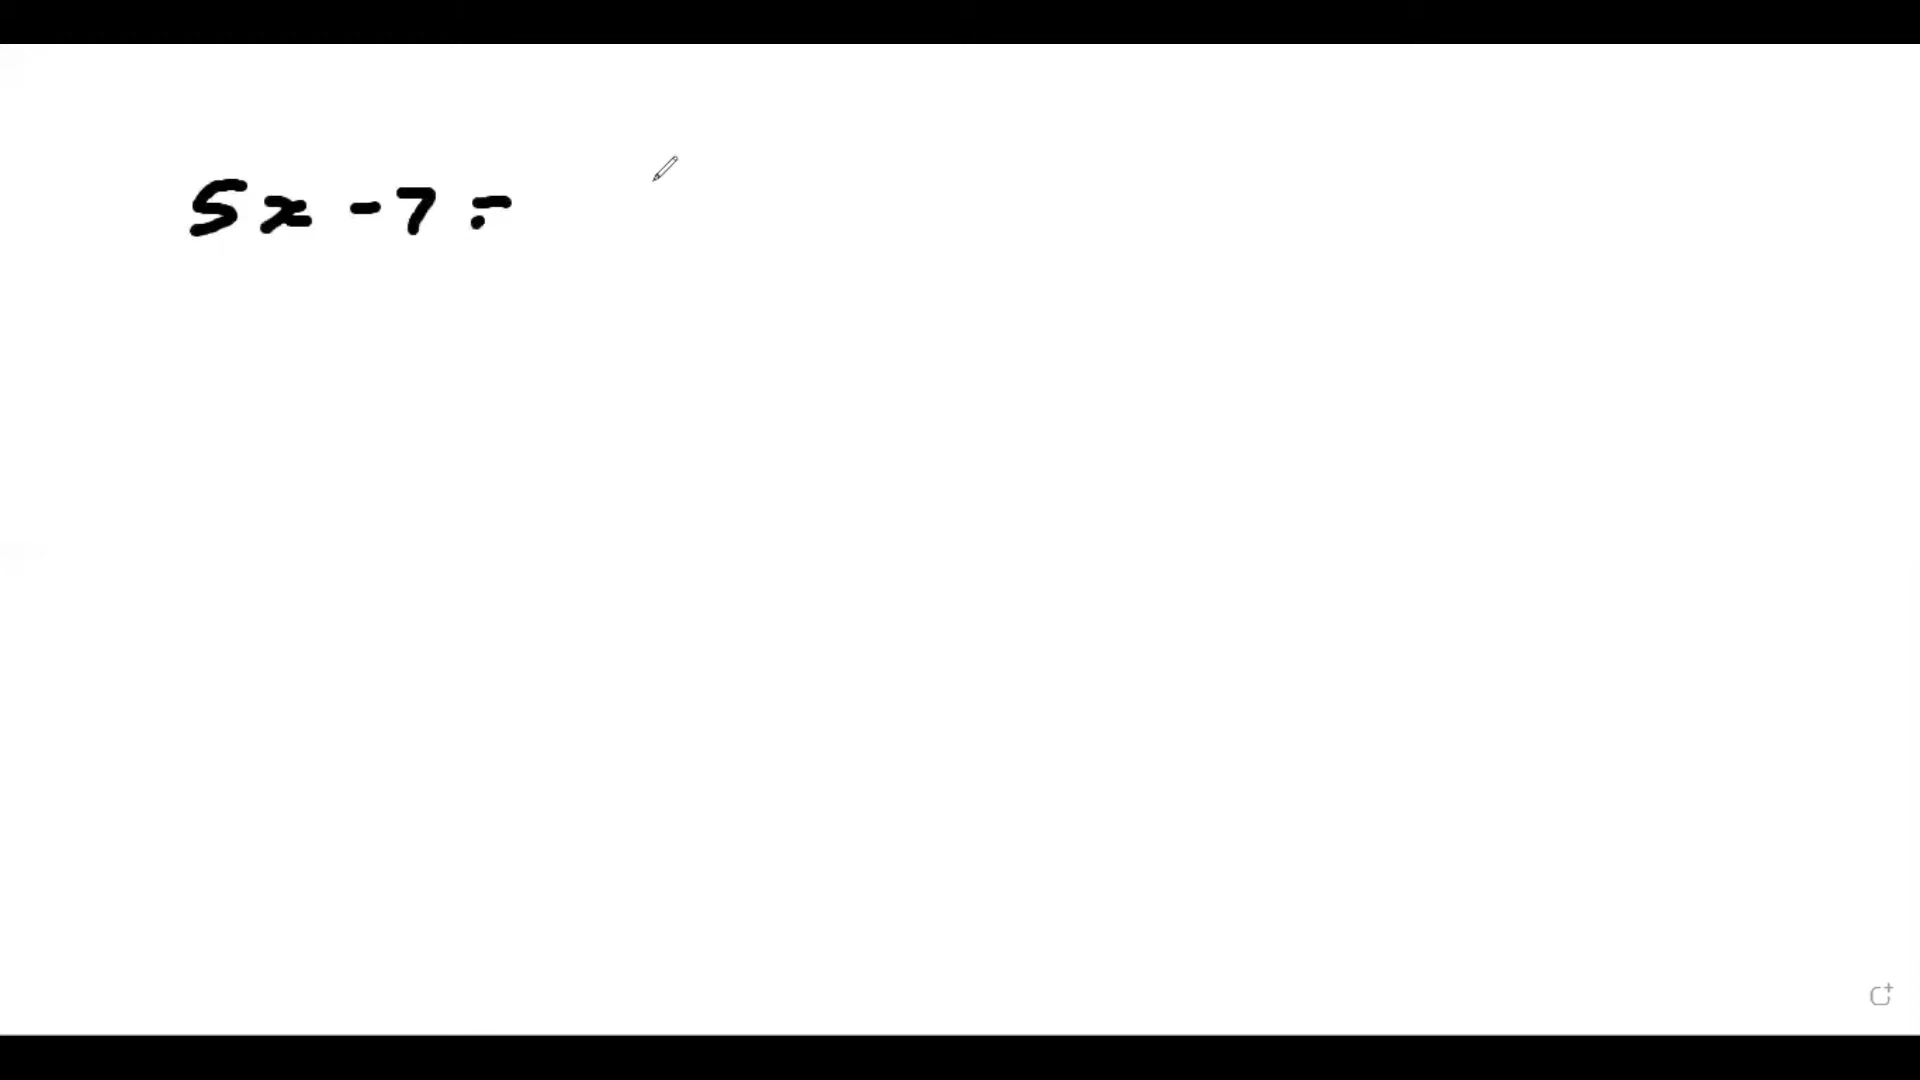 5x - 7 =